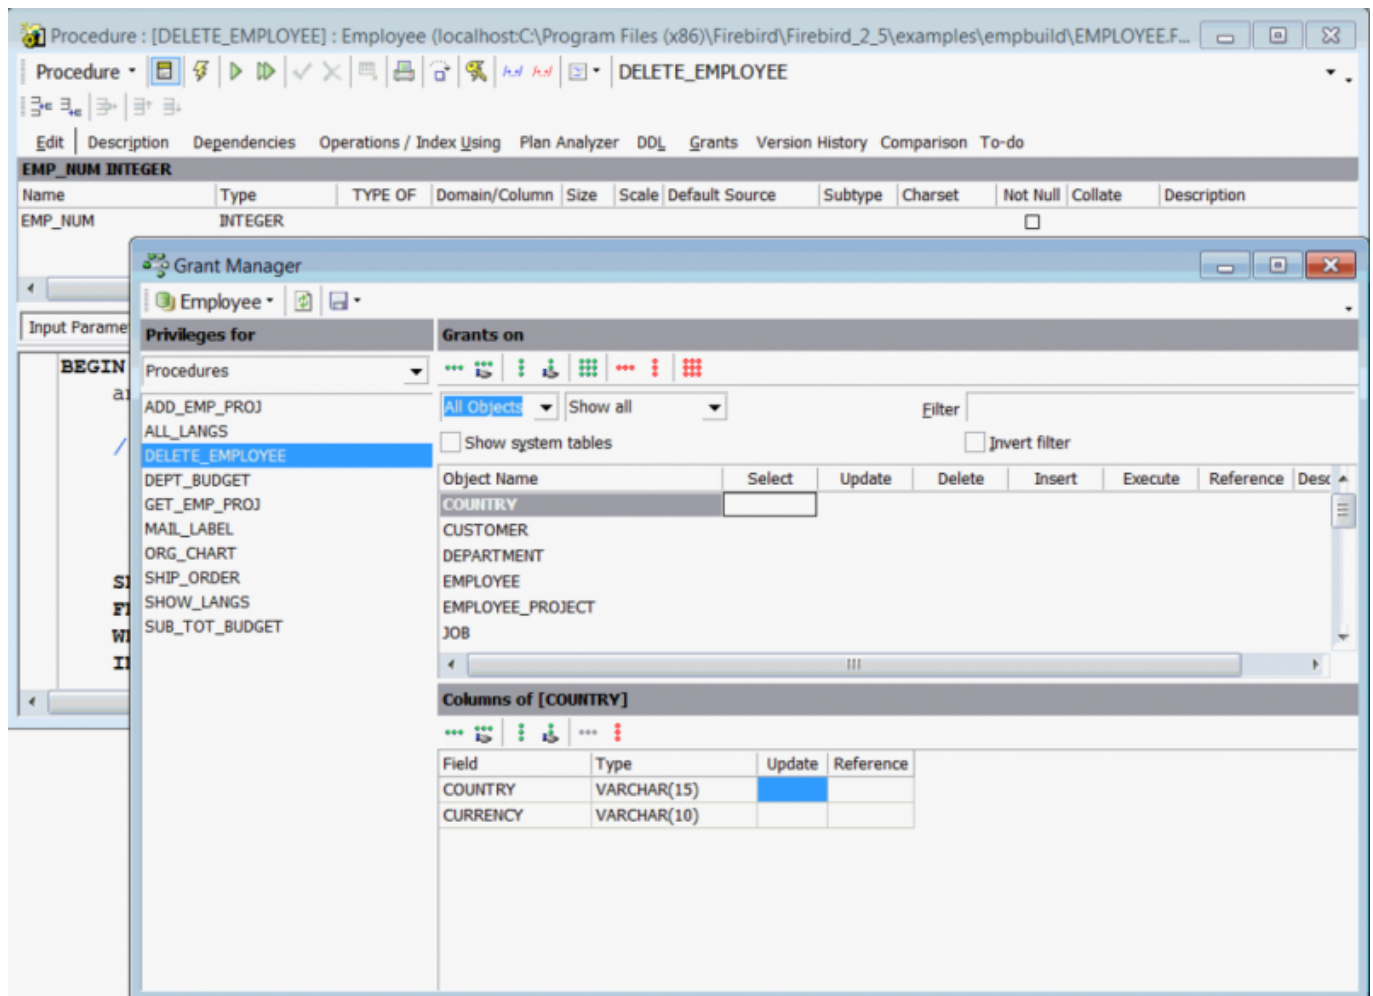 Procedure : [DELETE_EMPLOYEE] : Employee (localhost:C:\Program Files (x86)\Firebird\Firebird_2_5\examples\empbuild\EMPLOYEE.F...
Procedure DELETE_EMPLOYEE
Edit Description Dependencies Operations / Index Using Plan Analyzer DDL Grants Version History Comparison To-do
EMP_NUM INTEGER
Name Type TYPE OF Domain/Column Size Scale Default Source Subtype Charset Not Null Collate Description
EMP_NUM INTEGER
Grant Manager
Employee
Input Parame
Privileges for Grants on
BEGIN
Procedures
All Objects Show all Filter
Show system tables Invert filter
ADD_EMP_PROJ
ALL_LANGS
DELETE_EMPLOYEE
DEPT_BUDGET
GET_EMP_PROJ
MAIL_LABEL
ORG_CHART
SHIP_ORDER
SHOW_LANGS
SUB_TOT_BUDGET
Object Name Select Update Delete Insert Execute Reference Desc
COUNTRY
CUSTOMER
DEPARTMENT
EMPLOYEE
EMPLOYEE_PROJECT
JOB
Columns of [COUNTRY]
Field Type Update Reference
COUNTRY VARCHAR(15)
CURRENCY VARCHAR(10)